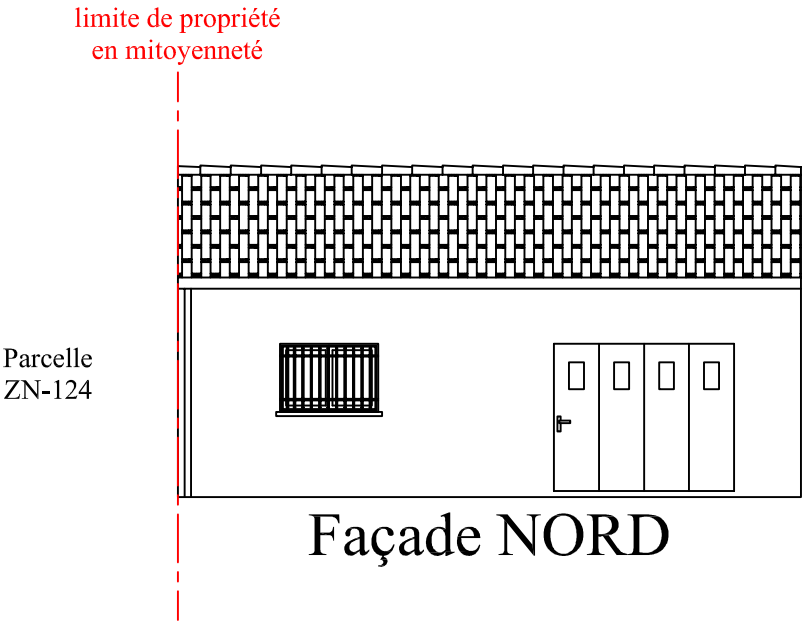 limite de propriété
en mitoyenneté
Parcelle
ZN-124
Façade NORD